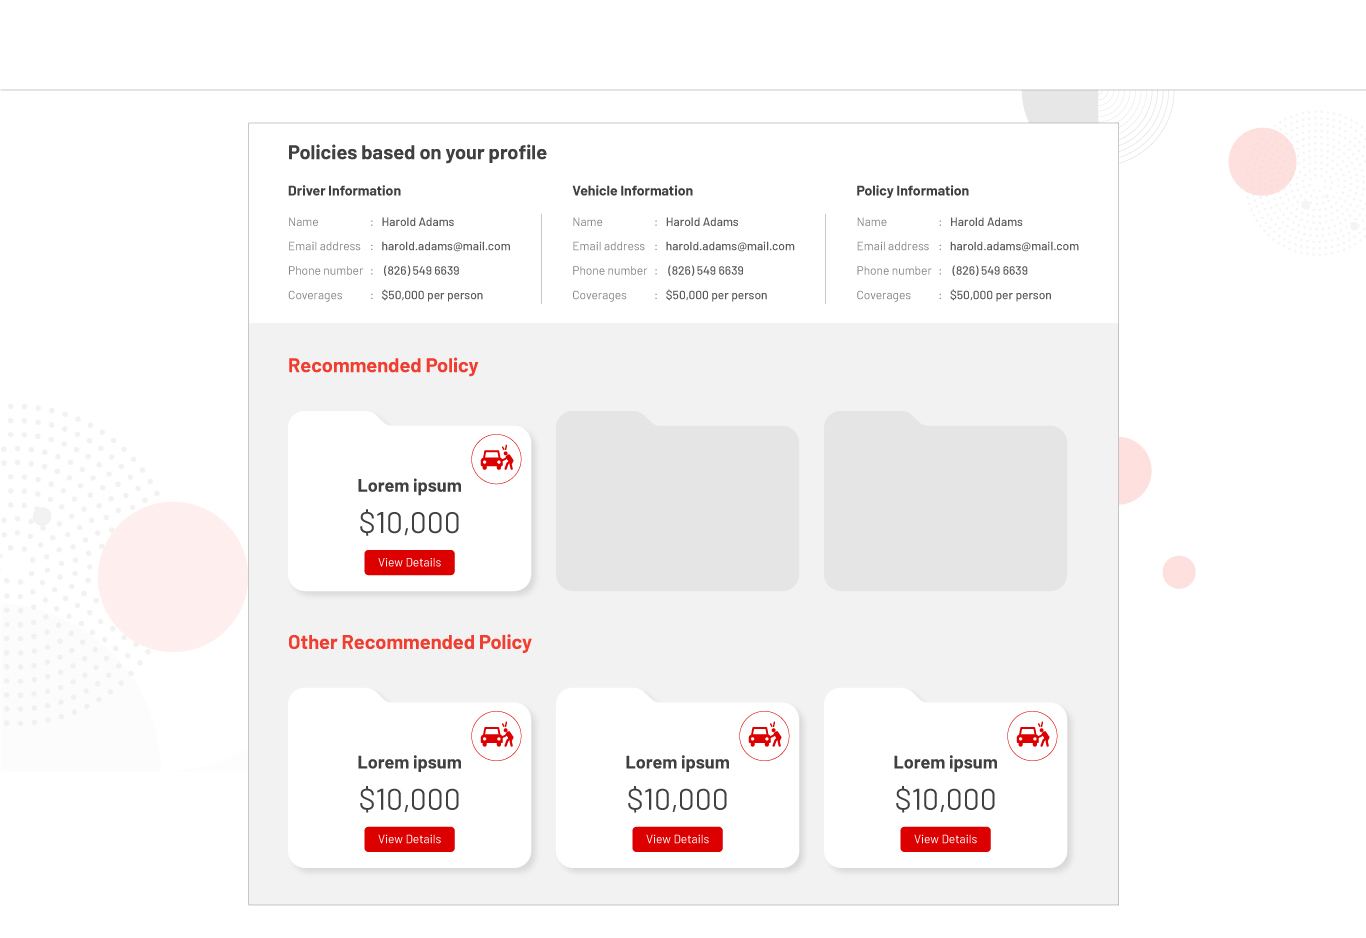 Policies based on your profile
Driver Information
Name : Harold Adams
Email address : harold.adams@mail.com
Phone number : (826) 549 6639
Coverages : $50,000 per person
Vehicle Information
Name : Harold Adams
Email address : harold.adams@mail.com
Phone number : (826) 549 6639
Coverages : $50,000 per person
Policy Information
Name : Harold Adams
Email address : harold.adams@mail.com
Phone number : (826) 549 6639
Coverages : $50,000 per person
Recommended Policy
Lorem ipsum
$10,000
View Details
Other Recommended Policy
Lorem ipsum
$10,000
View Details
Lorem ipsum
$10,000
View Details
Lorem ipsum
$10,000
View Details